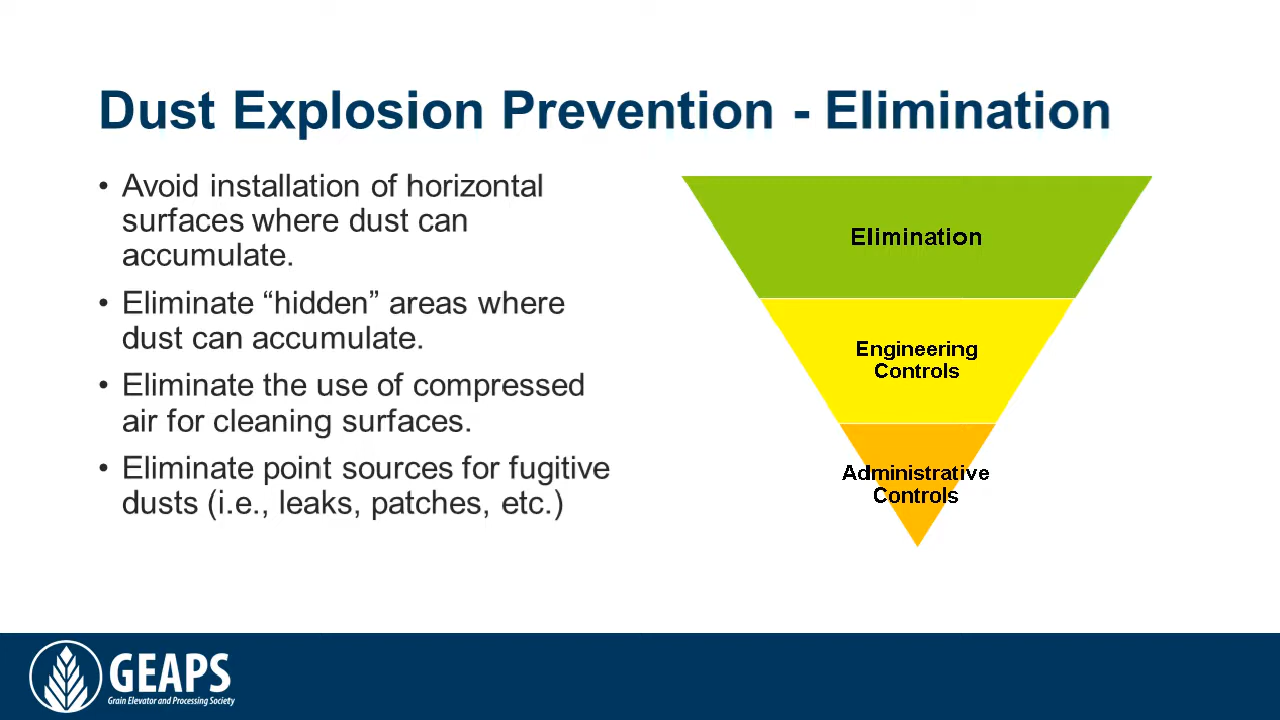 Dust Explosion Prevention - Elimination
• Avoid installation of horizontal
surfaces where dust can
accumulate.
• Eliminate “hidden” areas where
dust can accumulate.
• Eliminate the use of compressed
air for cleaning surfaces.
• Eliminate point sources for fugitive
dusts (i.e., leaks, patches, etc.)
Elimination
Engineering
Controls
Administrative
Controls
GEAPS
Grain Elevator and Processing Society